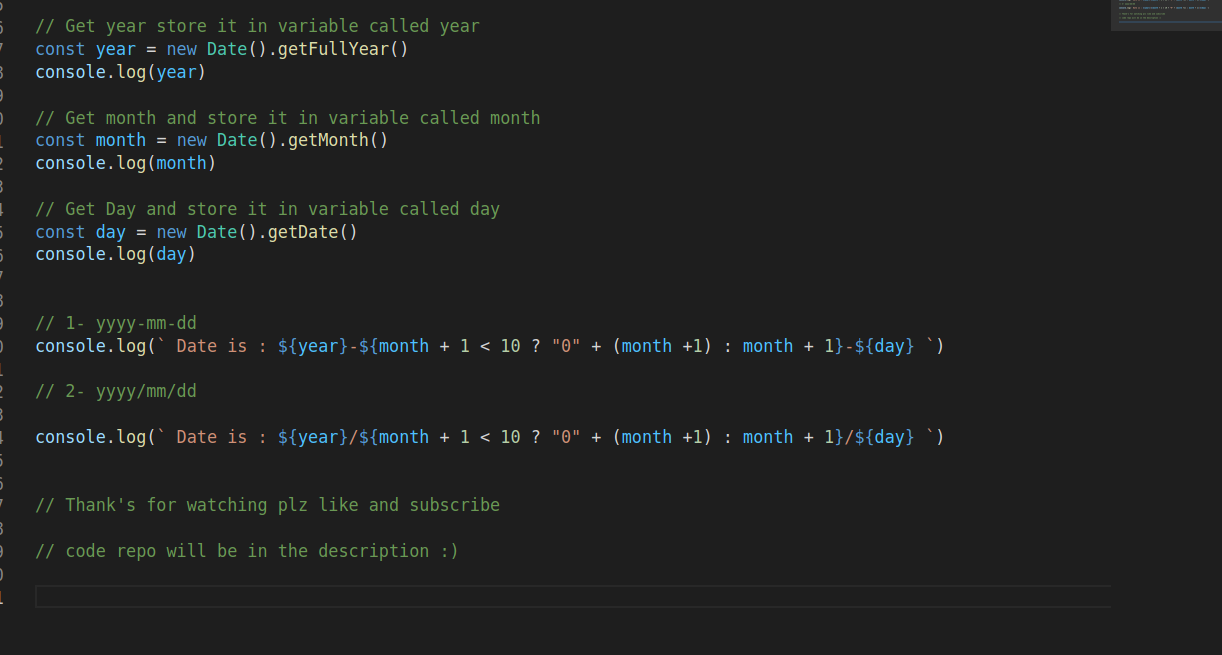 // Get year store it in variable called year
const year = new Date().getFullYear()
console.log(year)
// Get month and store it in variable called month
const month = new Date().getMonth()
console.log(month)
// Get Day and store it in variable called day
const day = new Date().getDate()
console.log(day)
// 1- yyyy-mm-dd
console.log(` Date is : ${year}-${month + 1 < 10 ? "0" + (month +1) : month + 1}-${day} `)
// 2- yyyy/mm/dd
console.log(` Date is : ${year}/${month + 1 < 10 ? "0" + (month +1) : month + 1}/${day} `)
// Thank's for watching plz like and subscribe
// code repo will be in the description :)